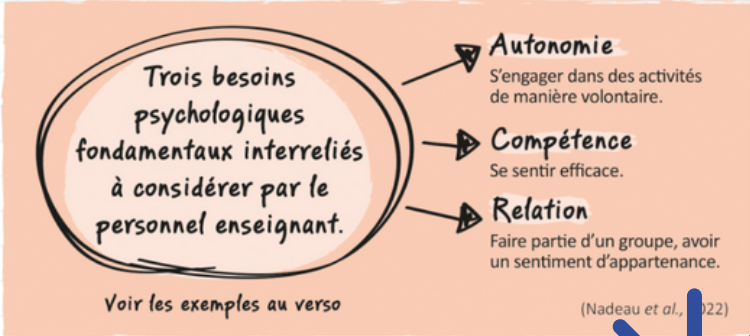 Trois besoins
psychologiques
fondamentaux interreliés
à considérer par le
personnel enseignant.
Voir les exemples au verso
Autonomie
S'engager dans des activités
de manière volontaire.
Compétence
Se sentir efficace.
Relation
Faire partie d'un groupe, avoir
un sentiment d'appartenance.
(Nadeau et al.,